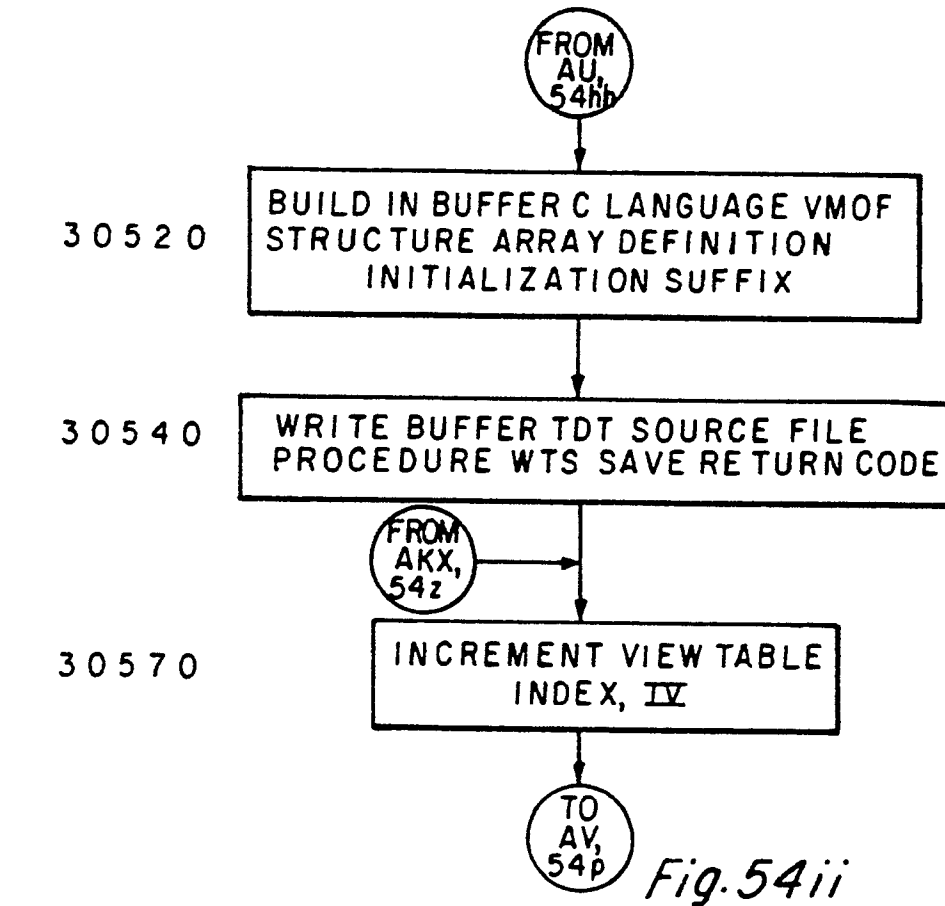 FROM
AU,
54hh
30520
BUILD IN BUFFER C LANGUAGE VMOF
STRUCTURE ARRAY DEFINITION
INITIALIZATION SUFFIX
30540
WRITE BUFFER TDT SOURCE FILE
PROCEDURE WTS SAVE RETURN CODE
FROM
AKX,
54z
30570
INCREMENT VIEW TABLE
INDEX, IV
TO
AV,
54p
Fig. 54ii